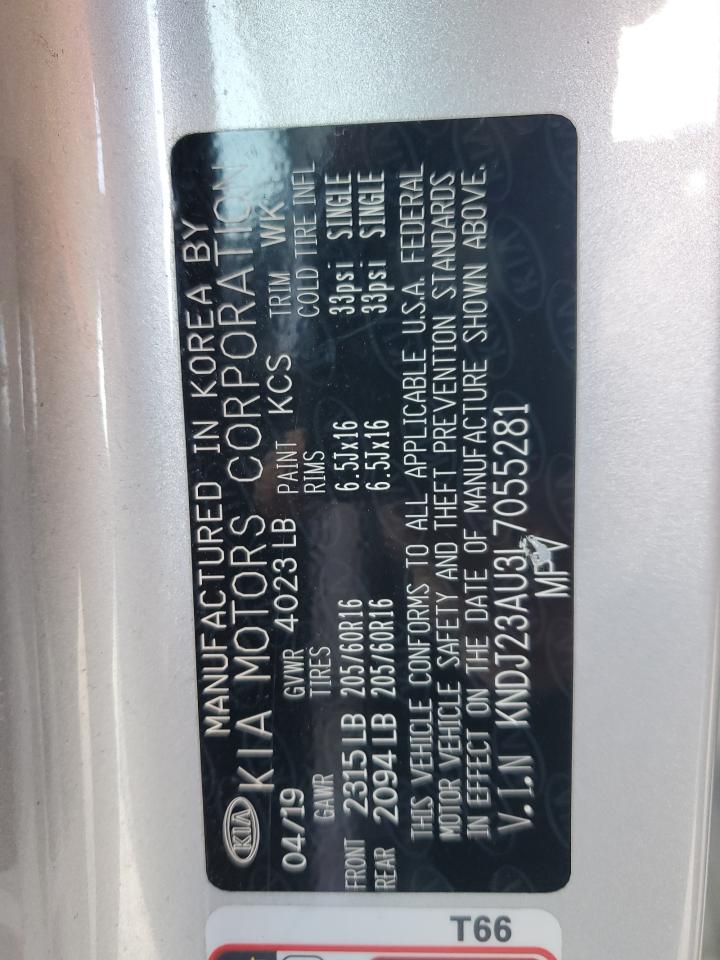 MANUFACTURED IN KOREA BY
KIA KIA MOTORS CORPORATION
04/19 GVWR 4023 LB PAINT KCS TRIM WK
GAWR TIRES RIMS COLD TIRE INFL
FRONT 2315 LB 205/60R16 6.5Jx16 33psi SINGLE
REAR 2094 LB 205/60R16 6.5Jx16 33psi SINGLE
THIS VEHICLE CONFORMS TO ALL APPLICABLE U.S.A. FEDERAL
MOTOR VEHICLE SAFETY AND THEFT PREVENTION STANDARDS
IN EFFECT ON THE DATE OF MANUFACTURE SHOWN ABOVE.
V.I.N KNDJ23AU3L7055281
MPV
T66